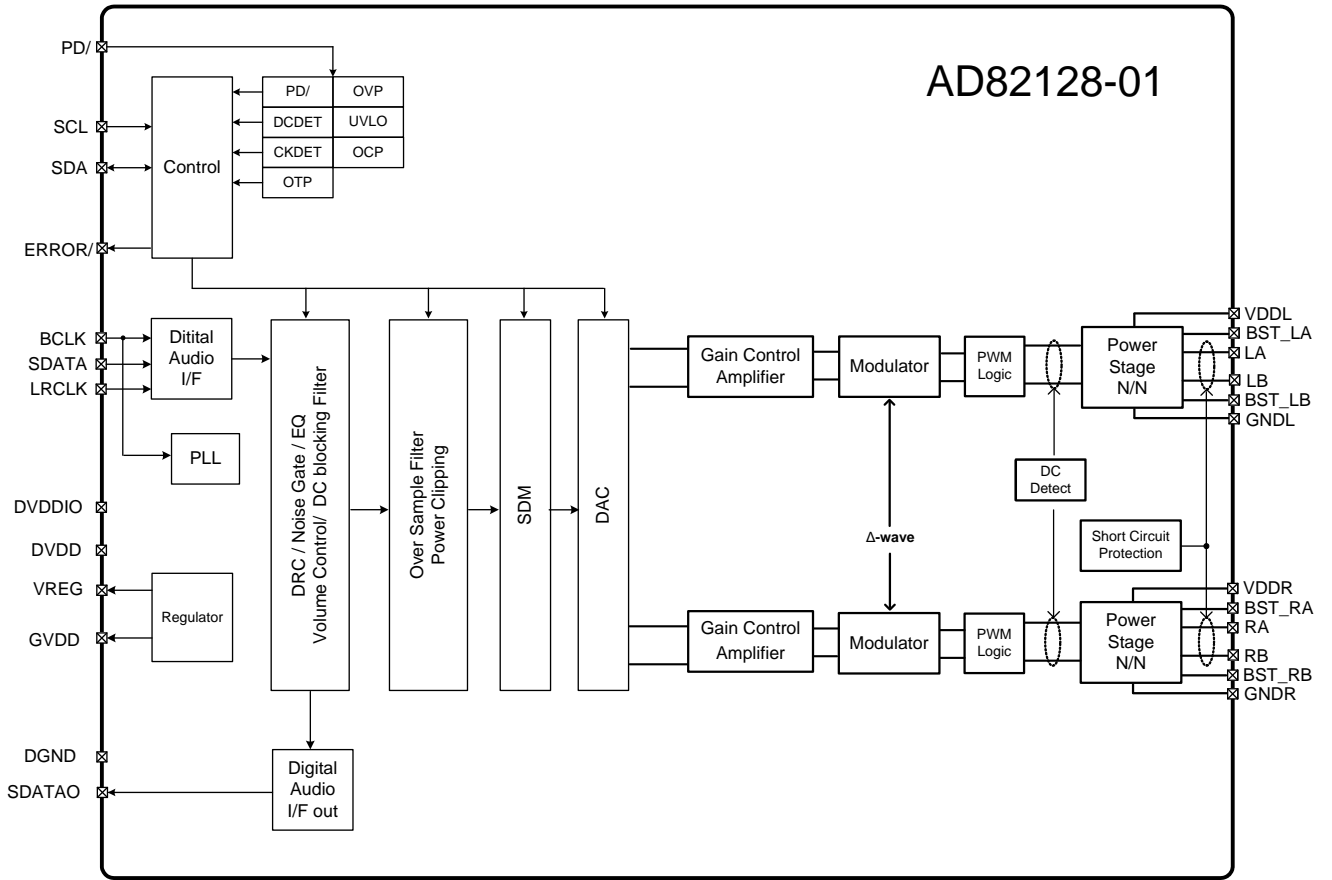 AD82128-01
PD/
SCL
SDA
ERROR/
BCLK
SDATA
LRCLK
DVDDIO
DVDD
VREG
GVDD
DGND
SDATAO
Control
PD/
OVP
DCDET
UVLO
CKDET
OCP
OTP
Ditital
Audio
I/F
PLL
Regulator
DRC / Noise Gate / EQ
Volume Control/ DC blocking Filter
Over Sample Filter
Power Clipping
SDM
DAC
Digital
Audio
I/F out
Gain Control
Amplifier
Modulator
PWM
Logic
Power
Stage
N/N
DC
Detect
Δ-wave
Short Circuit
Protection
Gain Control
Amplifier
Modulator
PWM
Logic
Power
Stage
N/N
VDDL
BST_LA
LA
LB
BST_LB
GNDL
VDDR
BST_RA
RA
RB
BST_RB
GNDR